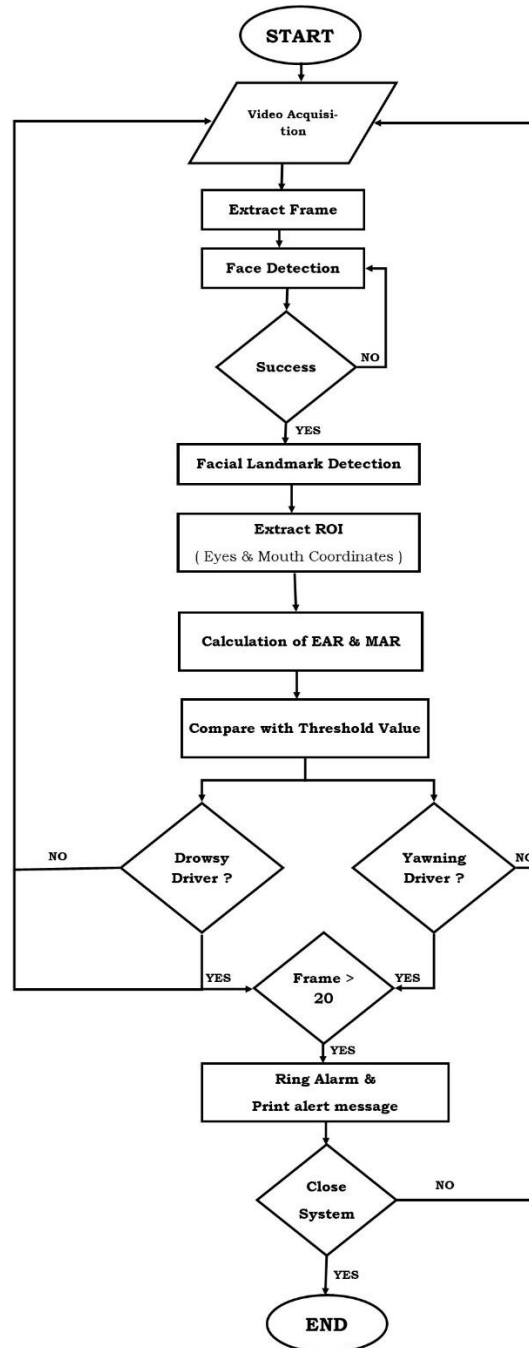 START
Video Acquisi-
tion
Extract Frame
Face Detection
Success
NO
YES
Facial Landmark Detection
Extract ROI
( Eyes & Mouth Coordinates )
Calculation of EAR & MAR
Compare with Threshold Value
NO
Drowsy
Driver ?
Yawning
Driver ?
NO
YES
Frame >
20
YES
YES
Ring Alarm &
Print alert message
Close
System
NO
YES
END